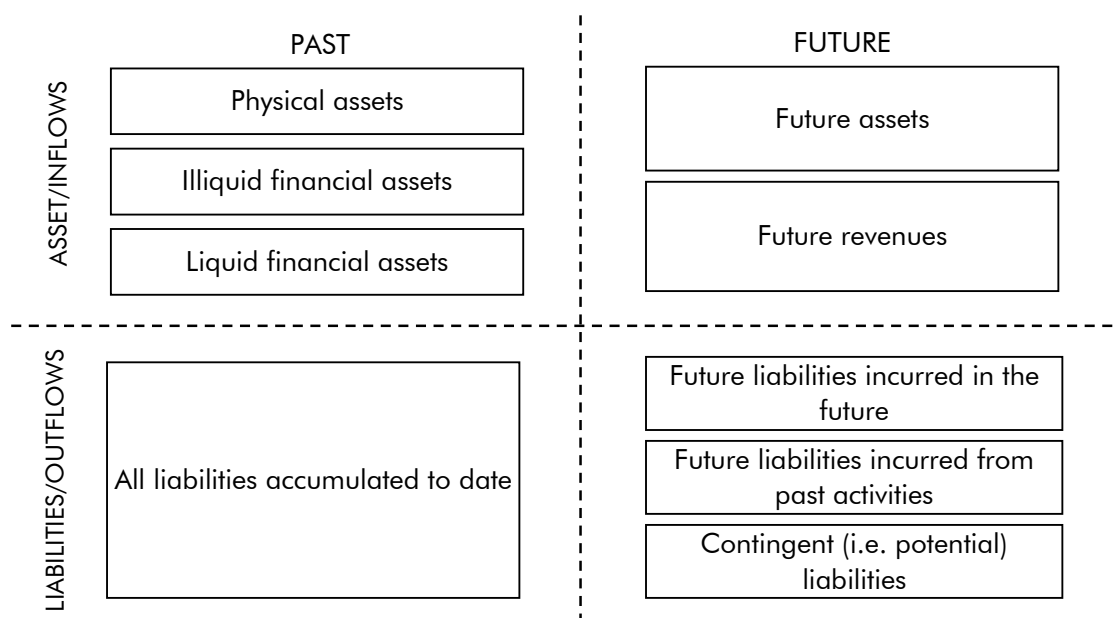 PAST
FUTURE
ASSET/INFLOWS
Physical assets
Illiquid financial assets
Liquid financial assets
Future assets
Future revenues
LIABILITIES/OUTFLOWS
All liabilities accumulated to date
Future liabilities incurred in the
future
Future liabilities incurred from
past activities
Contingent (i.e. potential)
liabilities